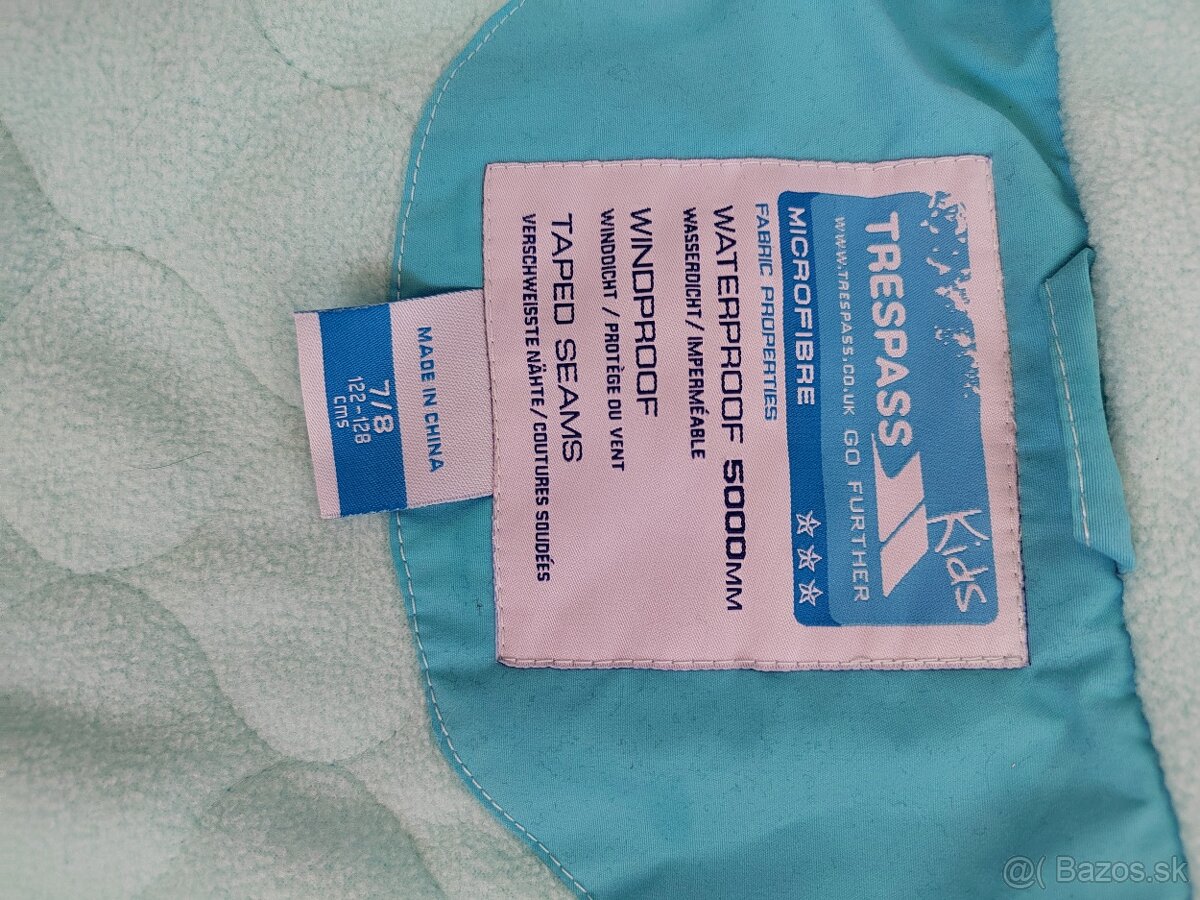 Kids
TRESPASS
WWW.TRESPASS.CO.UK GO FURTHER
MICROFIBRE
FABRIC PROPERTIES
WATERPROOF 5000MM
WASSERDICHT/IMPERMÉABLE
WINDPROOF
WINDDICHT / PROTÈGE DU VENT
TAPED SEAMS
VERSCHWEISSTE NÄHTE/COUTURES SOUDÉES
MADE IN CHINA
7/8
122-128
cms
@( Bazos.sk